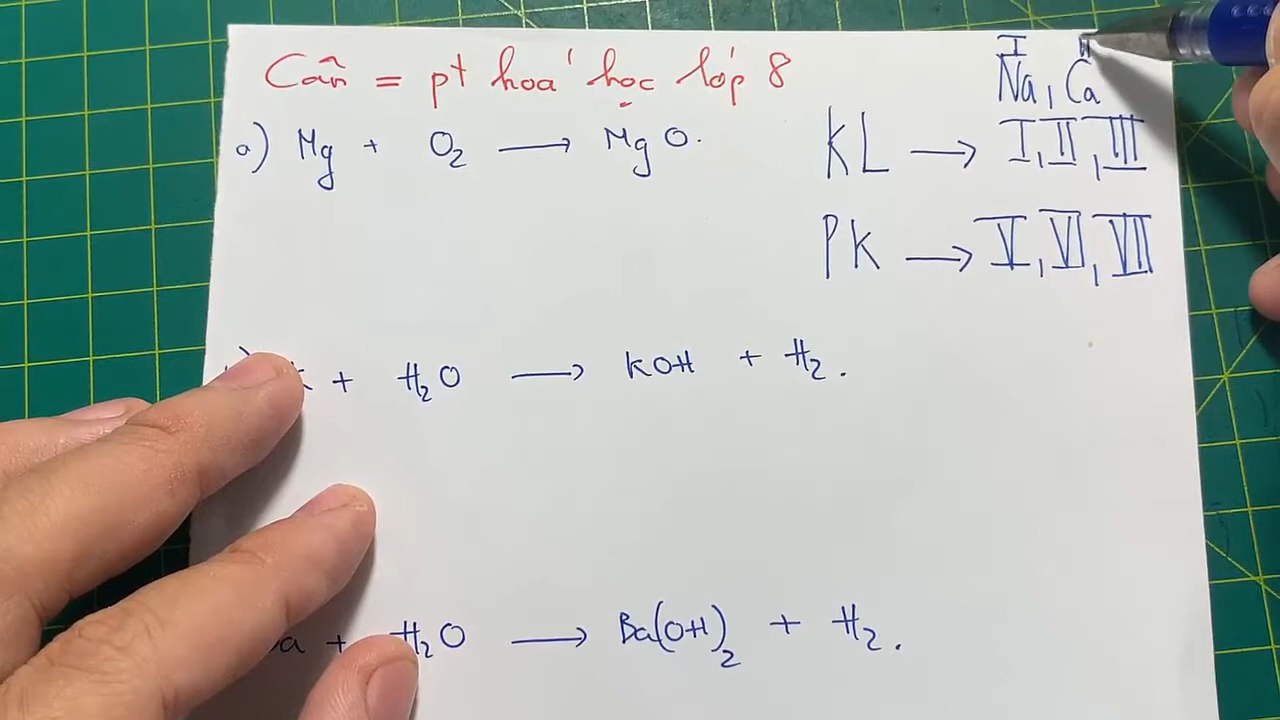 Cân = pt hoá học lớp 8
a) Mg + O2 → MgO.
I II
Na, Ca
KL → I, II, III
PK → V, VI, VII
+ H2O → KOH + H2.
a + H2O → Ba(OH)2 + H2.